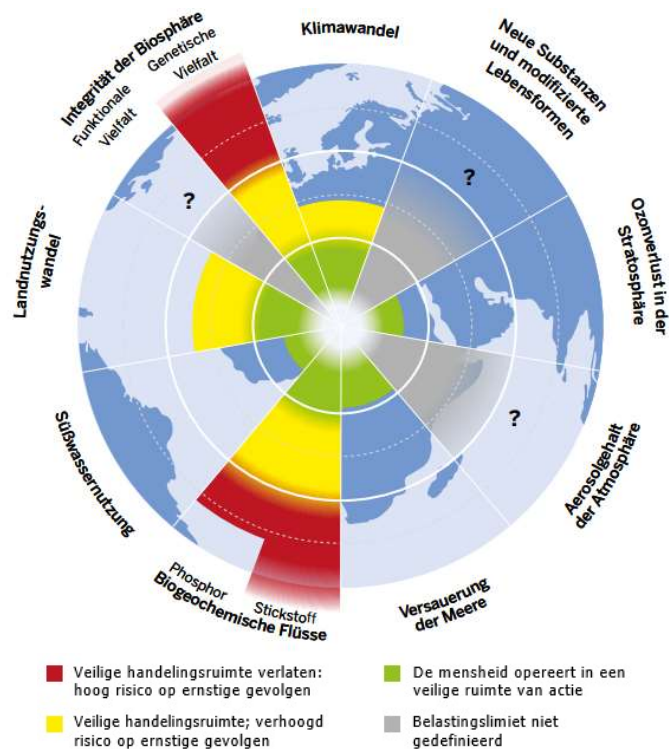 Klimawandel
Neue Substanzen
und modifizierte
Lebensformen
Ozonverlust in der
Stratosphäre
Aerosolgehalt
der Atmosphäre
Versauerung
der Meere
Biogeochemische Flüsse
Phosphor
Stickstoff
Süßwassernutzung
Landnutzungs-
wandel
Integrität der Biosphäre
Funktionale
Vielfalt
Genetische
Vielfalt
?
?
?
Veilige handelingsruimte verlaten:
hoog risico op ernstige gevolgen
Veilige handelingsruimte; verhoogd
risico op ernstige gevolgen
De mensheid opereert in een
veilige ruimte van actie
Belastingslimiet niet
gedefinieerd